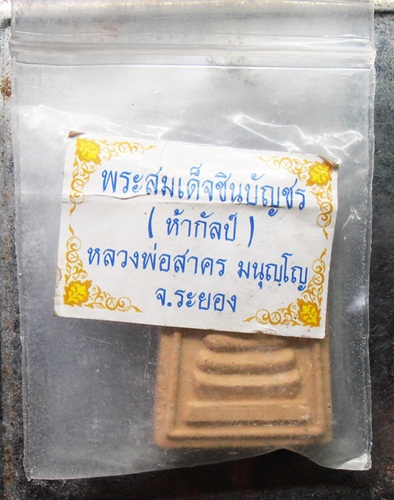 พระสมเด็จชินบัญชร
( ห้ากัลป์ )
หลวงพ่อสาคร มนุญฺโญ
จ.ระยอง